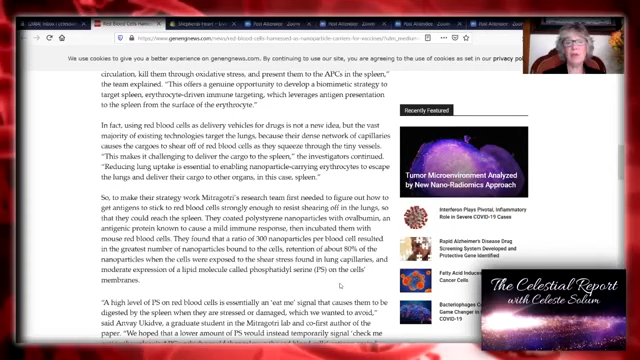 Red Blood Cells Harn
https://www.genengnews.com/news/red-blood-cells-harnessed-as-nanoparticle-carriers-for-vaccines/
We use cookies to give you a better experience on genengnews.com. By continuing to use our site, you are agreeing to the use of cookies as set in our privacy
circulation, kill them through oxidative stress, and present them to the APCs in the spleen,"
the team explained. "This offers a genuine opportunity to develop a biomimetic strategy to
target spleen, erythrocyte-driven immune targeting, which leverages antigen presentation
to the spleen from the surface of the erythrocyte."
In fact, using red blood cells as delivery vehicles for drugs is not a new idea, but the vast
majority of existing technologies target the lungs, because their dense network of capillaries
causes the cargoes to shear off of red blood cells as they squeeze through the tiny vessels.
"This makes it challenging to deliver the cargo to the spleen," the investigators continued.
"Reducing lung uptake is essential to enabling nanoparticle-carrying erythrocytes to escape
the lungs and deliver their cargo to other organs, in this case, spleen."
So, to make their strategy work Mitragotri's research team first needed to figure out how to
get antigens to stick to red blood cells strongly enough to resist shearing off in the lungs,
so that they could reach the spleen. They coated polystyrene nanoparticles with ovalbumin, an
antigenic protein known to cause a mild immune response, then incubated them with
mouse red blood cells. They found that a ratio of 300 nanoparticles per blood cell resulted
in the greatest number of nanoparticles bound to the cells, retention of about 80% of the
nanoparticles when the cells were exposed to the shear stress found in lung capillaries, and
moderate expression of a lipid molecule called phosphatidyl serine (PS) on the cells'
membranes.
"A high level of PS on red blood cells is essentially an 'eat me' signal that causes them to be
digested by the spleen when they are stressed or damaged, which we wanted to avoid,"
said Anvay Ukidve, a graduate student in the Mitragotri lab and co-first author of the
paper. "We hoped that a lower amount of PS would instead temporarily signal 'check me
Recently Featured
Tumor Microenvironment Analyzed
by New Nano-Radiomics Approach
Interferon Plays Pivotal, Inflammatory
Role in Severe COVID-19 Cases
Rapid Alzheimer's Disease Drug
Screening System Developed and
Protective Gene Identified
Fatty Acid Induces
Cancer Cells
Bacteriophages Co
Game Changer in
COVID-19
The Celestial Report
with Celeste Solum